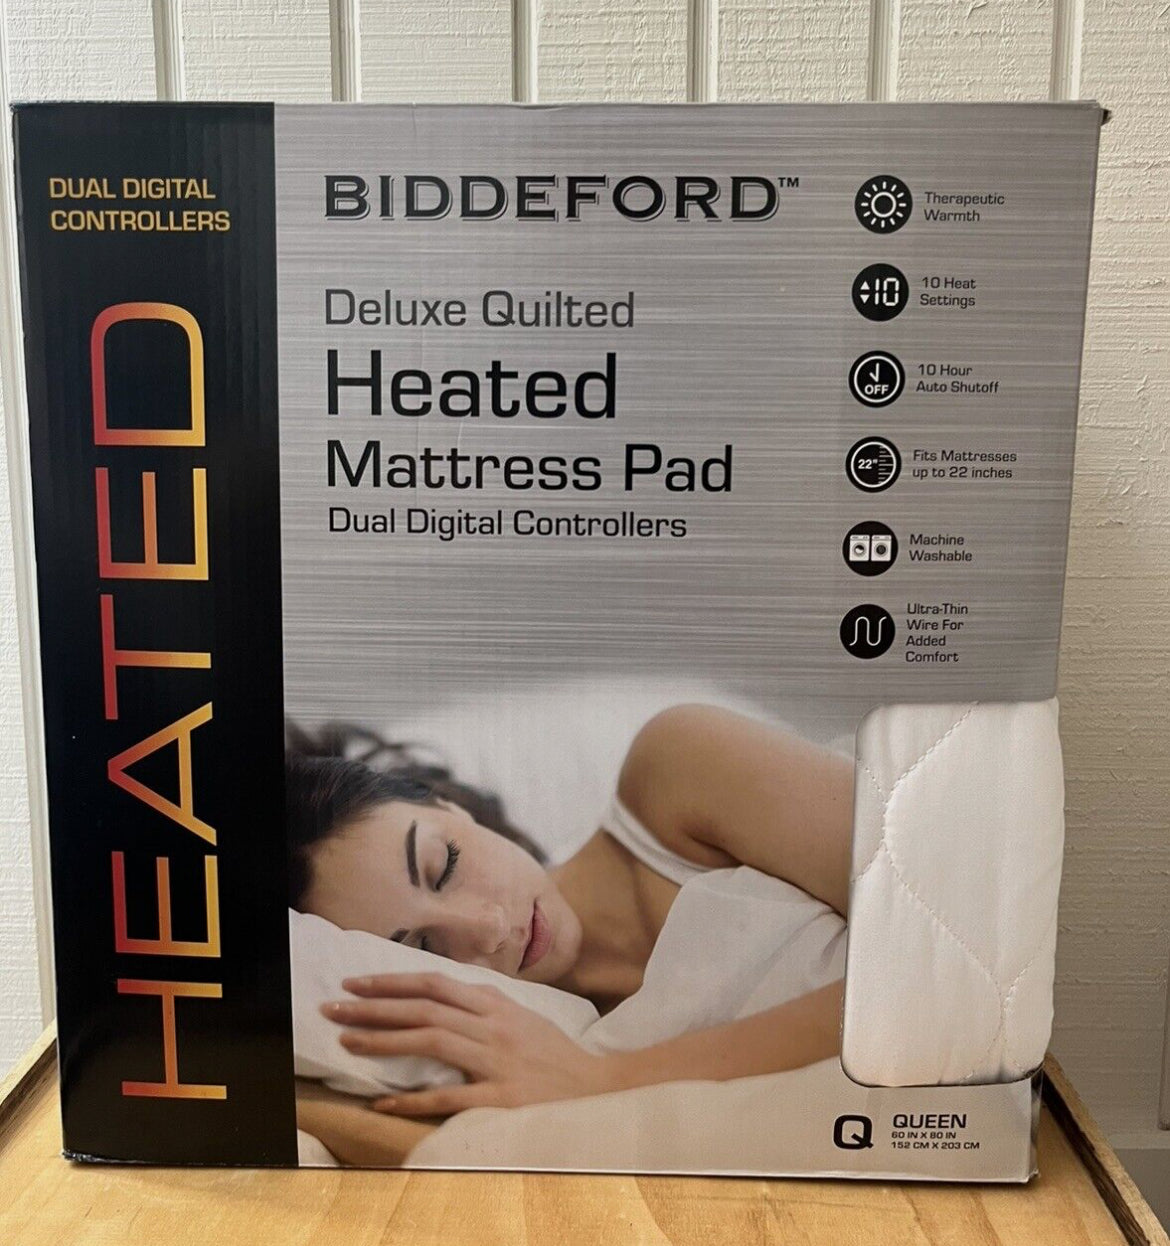 DUAL DIGITAL
CONTROLLERS
HEATED
BIDDEFORD™
Deluxe Quilted
Heated
Mattress Pad
Dual Digital Controllers
Therapeutic
Warmth
10
10 Heat
Settings
OFF
10 Hour
Auto Shutoff
22"
Fits Mattresses
up to 22 inches
Machine
Washable
Ultra-Thin
Wire For
Added
Comfort
Q
QUEEN
60 IN X 80 IN
152 CM X 203 CM